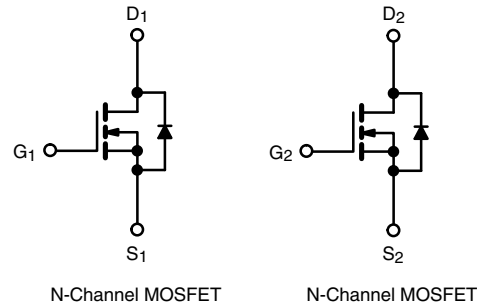 D1 D2
G1 G2
S1 S2
N-Channel MOSFET N-Channel MOSFET